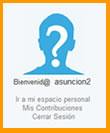 Bienvenid@ asuncion2
Ir a mi espacio personal
Mis Contribuciones
Cerrar Sesión